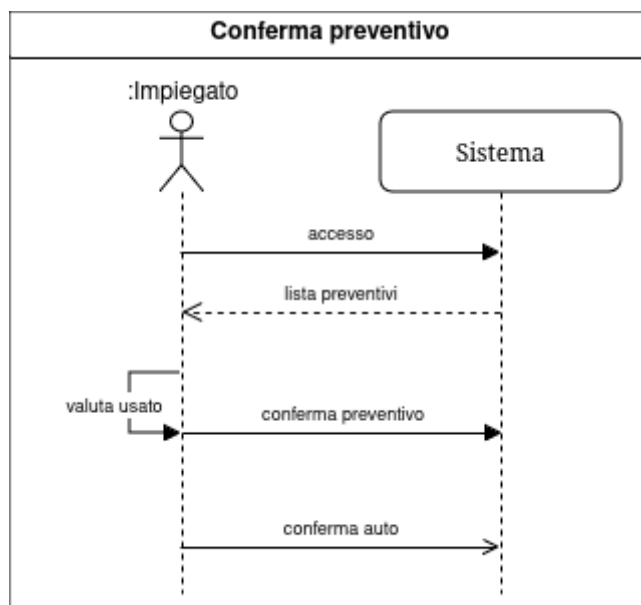 Conferma preventivo
:Impiegato
Sistema
accesso
lista preventivi
valuta usato
conferma preventivo
conferma auto